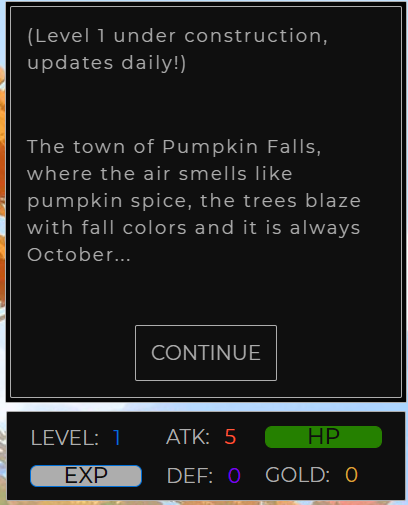 (Level 1 under construction,
updates daily!)
The town of Pumpkin Falls,
where the air smells like
pumpkin spice, the trees blaze
with fall colors and it is always
October...
CONTINUE
LEVEL: 1 ATK: 5 HP
EXP DEF: 0 GOLD: 0